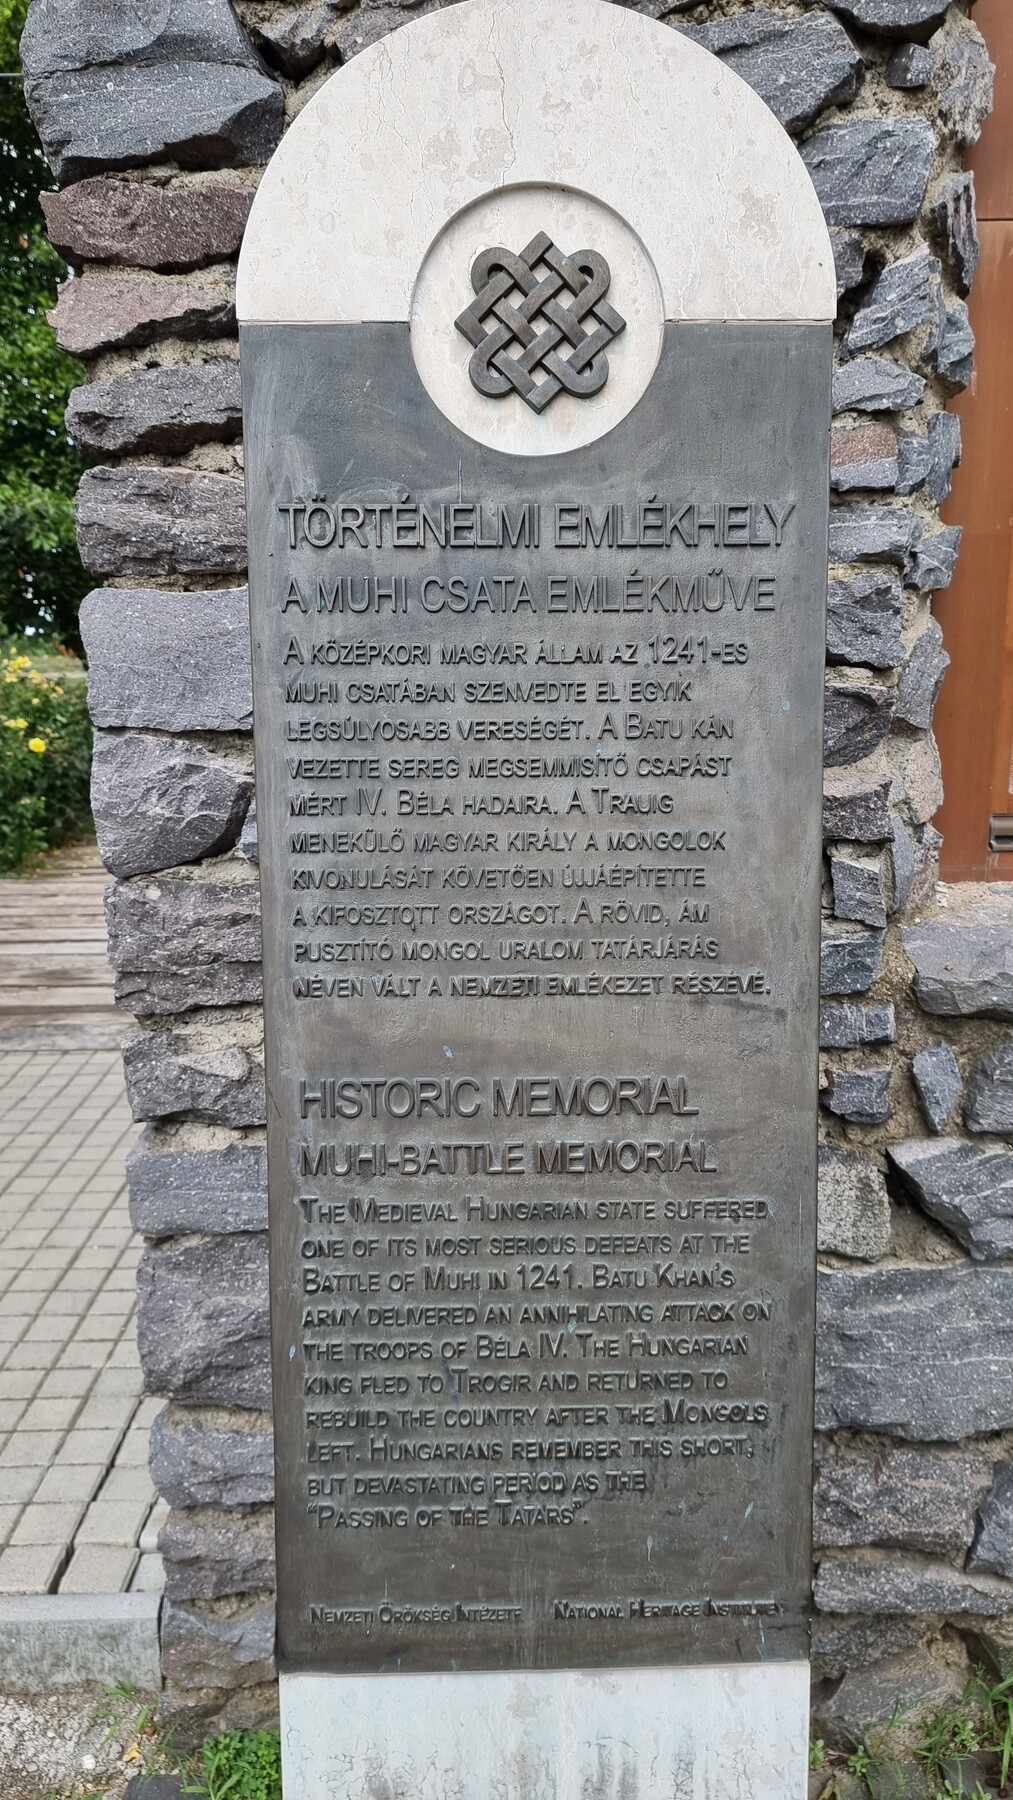 TÖRTÉNELMI EMLÉKHELY
A MUHI CSATA EMLÉKMŰVE
A KÖZÉPKORI MAGYAR ÁLLAM AZ 1241-ES
MUHI CSATÁBAN SZENVEDTE EL EGYIK
LEGSÚLYOSABB VERESÉGÉT. A BATU KÁN
VEZETTE SEREG MEGSEMMISÍTŐ CSAPÁST
MÉRT IV. BÉLA HADAIRA. A TRAUIG
MENEKÜLŐ MAGYAR KIRÁLY A MONGOLOK
KIVONULÁSÁT KÖVETŐEN ÚJJÁÉPÍTETTE
A KIFOSZTOTT ORSZÁGOT. A RÖVID, ÁM
PUSZTÍTÓ MONGOL URALOM TATÁRJÁRÁS
NÉVEN VÁLT A NEMZETI EMLÉKEZET RÉSZÉVÉ.
HISTORIC MEMORIAL
MUHI-BATTLE MEMORIAL
THE MEDIEVAL HUNGARIAN STATE SUFFERED
ONE OF ITS MOST SERIOUS DEFEATS AT THE
BATTLE OF MUHI IN 1241. BATU KHAN'S
ARMY DELIVERED AN ANNIHILATING ATTACK ON
THE TROOPS OF BÉLA IV. THE HUNGARIAN
KING FLED TO TROGIR AND RETURNED TO
REBUILD THE COUNTRY AFTER THE MONGOLS
LEFT. HUNGARIANS REMEMBER THIS SHORT,
BUT DEVASTATING PERIOD AS THE
"PASSING OF THE TATARS".
NEMZETI ÖRÖKSÉG INTÉZETE NATIONAL HERITAGE INSTITUTE